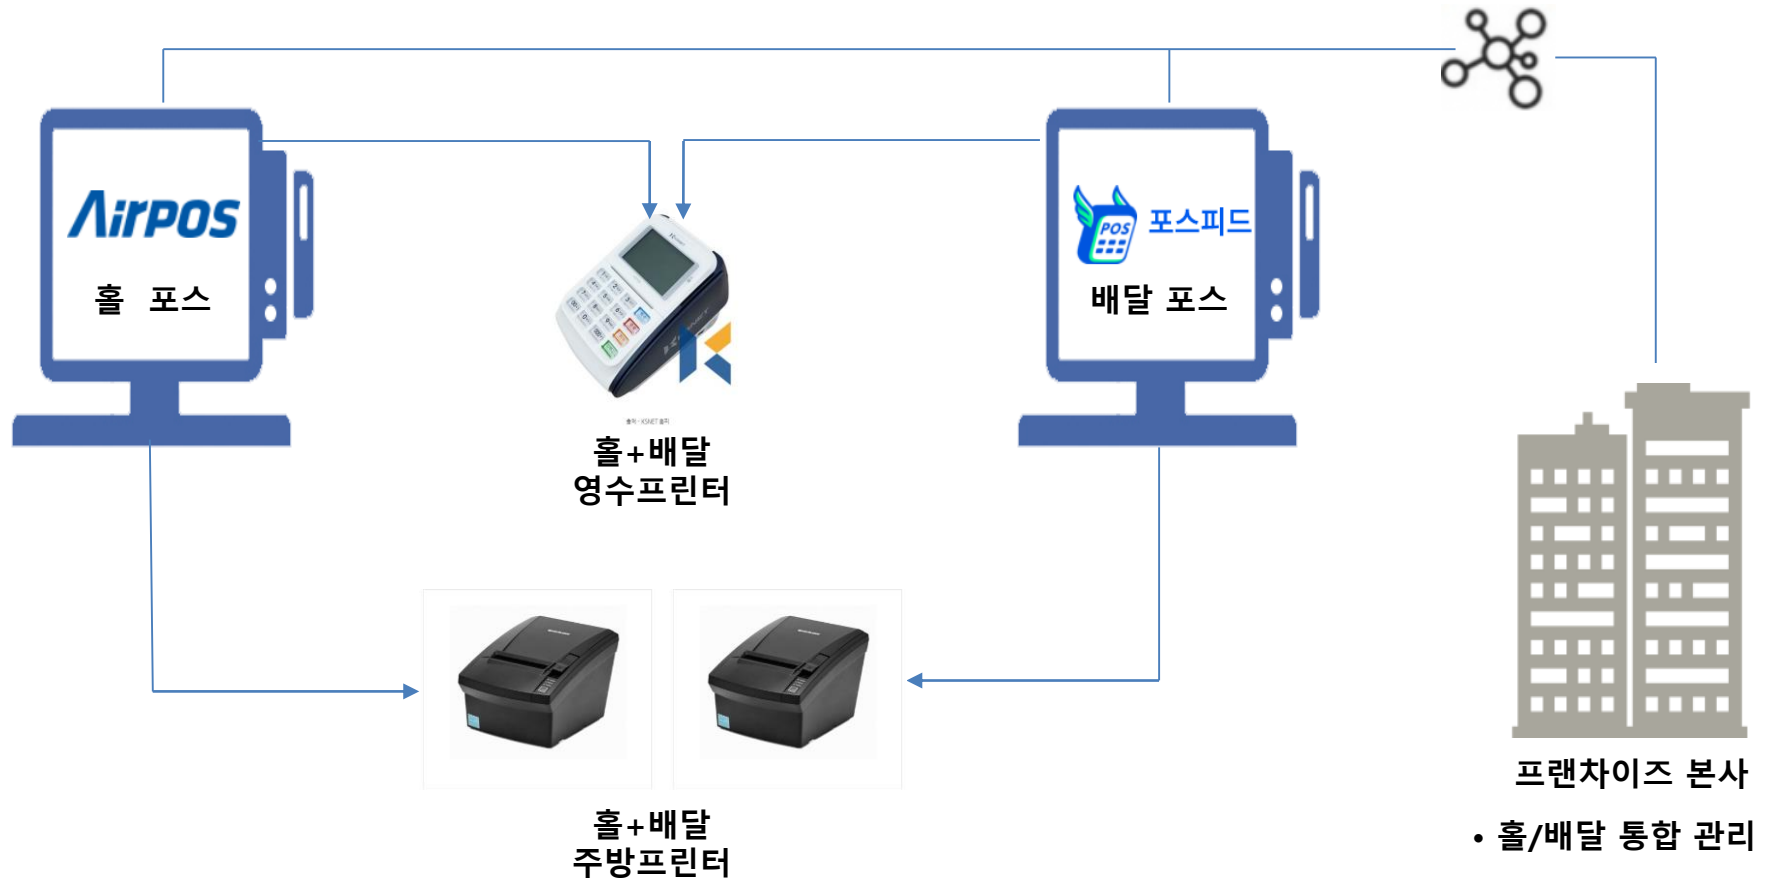 AirPOS
홀 포스
POS
포스피드
배달 포스
홀+배달
영수프린터
홀+배달
주방프린터
프랜차이즈 본사
• 홀/배달 통합 관리